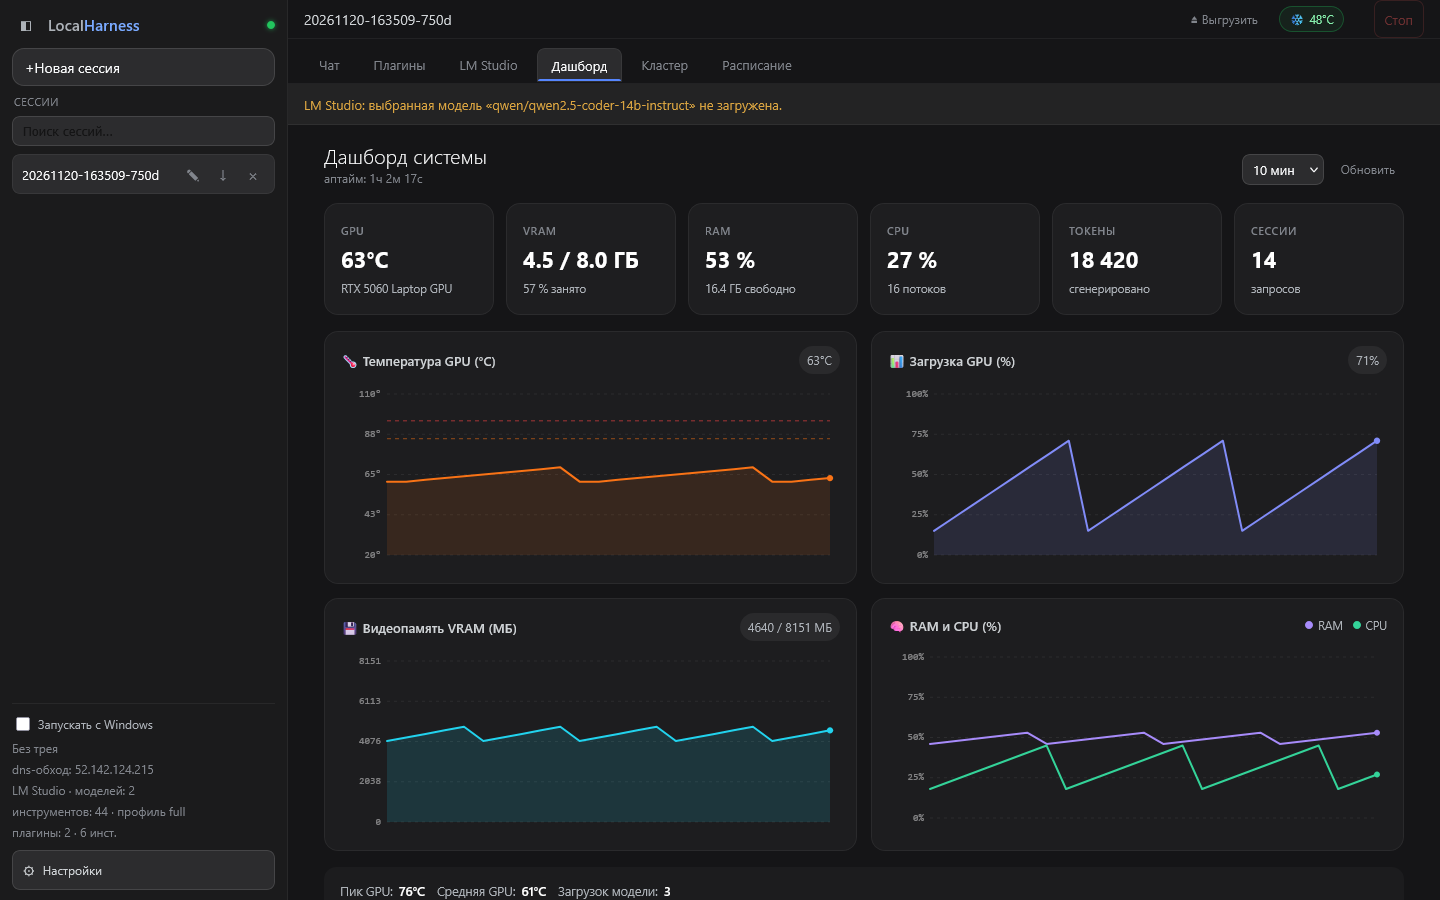 LocalHarness
+Новая сессия
СЕССИИ
Поиск сессий...
20261120-163509-750d
Запускать с Windows
Без трея
dns-обход: 52.142.124.215
LM Studio · моделей: 2
инструментов: 44 · профиль full
плагины: 2 · 6 инст.
Настройки
20261120-163509-750d
Выгрузить
48°C
Стоп
Чат
Плагины
LM Studio
Дашборд
Кластер
Расписание
LM Studio: выбранная модель «qwen/qwen2.5-coder-14b-instruct» не загружена.
Дашборд системы
аптайм: 1ч 2м 17с
10 мин
Обновить
GPU
63°C
RTX 5060 Laptop GPU
VRAM
4.5 / 8.0 ГБ
57 % занято
RAM
53 %
16.4 ГБ свободно
CPU
27 %
16 потоков
ТОКЕНЫ
18 420
сгенерировано
СЕССИИ
14
запросов
Температура GPU (°C)
63°C
110°
88°
65°
43°
20°
Загрузка GPU (%)
71%
100%
75%
50%
25%
0%
Видеопамять VRAM (МБ)
4640 / 8151 МБ
8151
6113
4076
2038
0
RAM и CPU (%)
RAM
CPU
100%
75%
50%
25%
0%
Пик GPU: 76°C Средняя GPU: 61°C Загрузок модели: 3